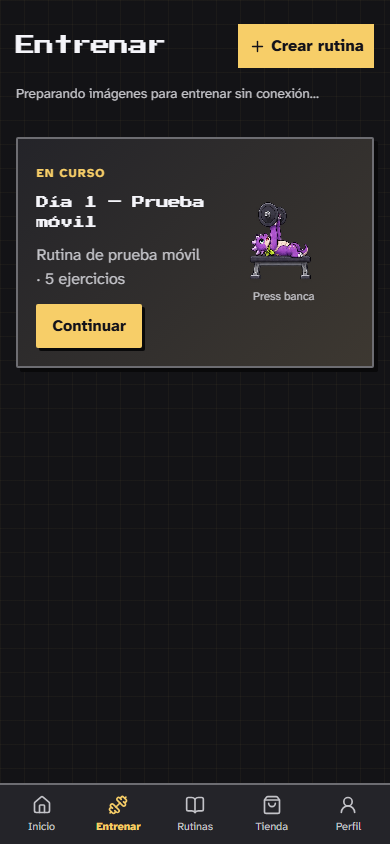 Entrenar
+ Crear rutina
Preparando imágenes para entrenar sin conexión...
EN CURSO
Día 1 — Prueba
móvil
Rutina de prueba móvil
· 5 ejercicios
Press banca
Continuar
Inicio
Entrenar
Rutinas
Tienda
Perfil